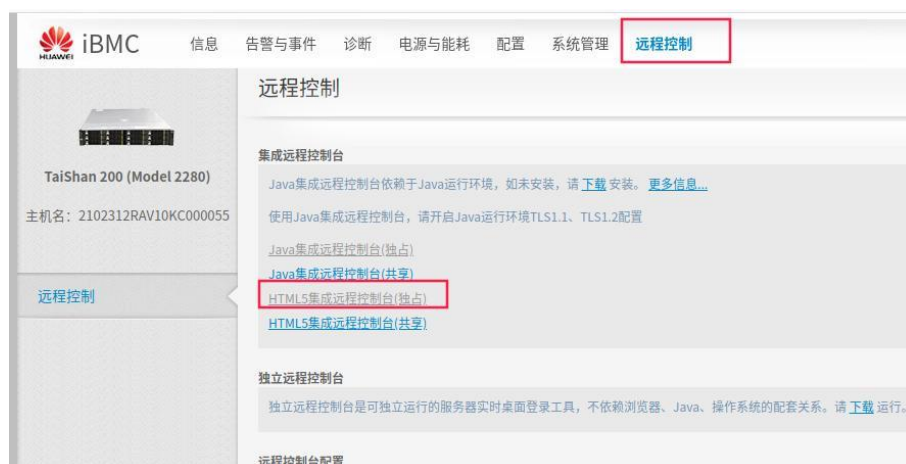 HUAWEI iBMC 信息 告警与事件 诊断 电源与能耗 配置 系统管理 远程控制
远程控制
TaiShan 200 (Model 2280)
主机名：2102312RAV10KC000055
远程控制
集成远程控制台
Java集成远程控制台依赖于Java运行环境，如未安装，请 下载 安装。 更多信息...
使用Java集成远程控制台，请开启Java运行环境TLS1.1、TLS1.2配置
Java集成远程控制台(独占)
Java集成远程控制台(共享)
HTML5集成远程控制台(独占)
HTML5集成远程控制台(共享)
独立远程控制台
独立远程控制台是可独立运行的服务器实时桌面登录工具，不依赖浏览器、Java、操作系统的配套关系。请 下载 运行。
远程控制台配置